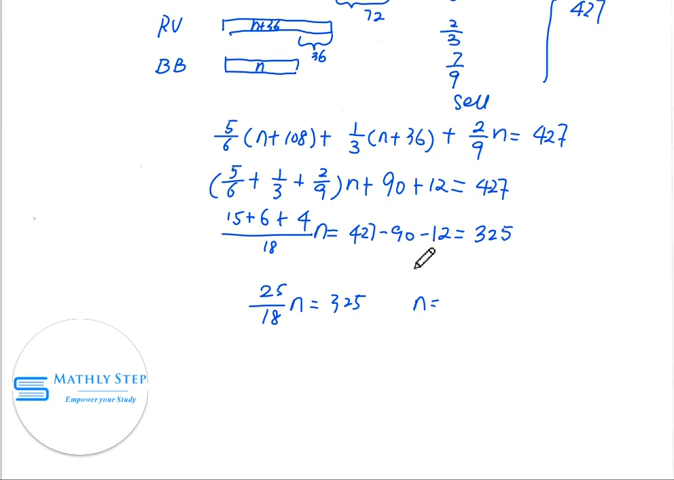 72
427
RV n+36
36
2/3
BB n
7/9
Sell
5/6 (n+108) + 1/3 (n+36) + 2/9 n = 427
(5/6 + 1/3 + 2/9) n + 90 + 12 = 427
15+6+4/18 n = 427-90-12 = 325
25/18 n = 325 n =
MATHLY STEP
Empower your Study